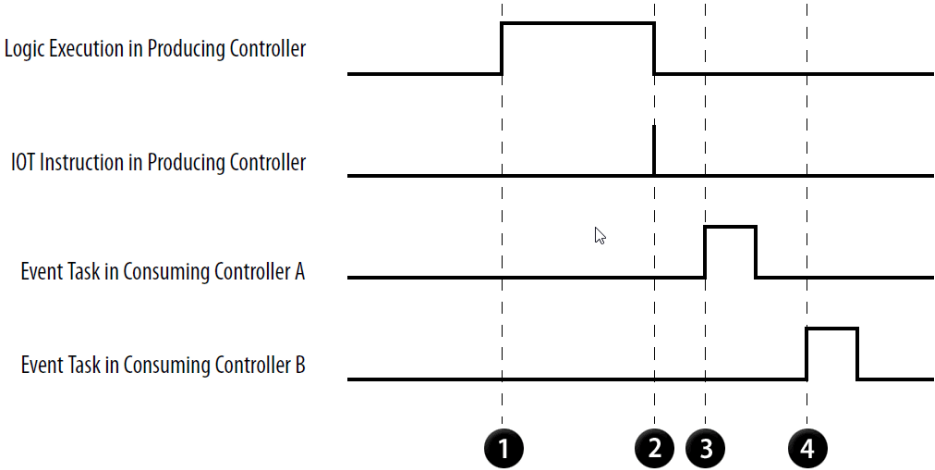 Logic Execution in Producing Controller
IOT Instruction in Producing Controller
Event Task in Consuming Controller A
Event Task in Consuming Controller B
1 2 3 4